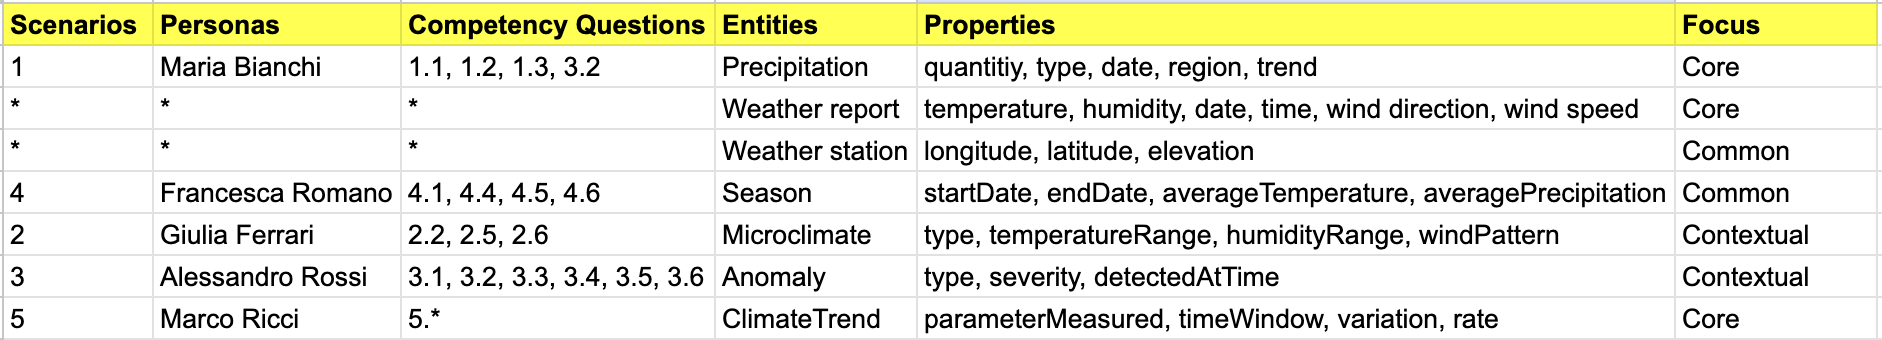 Scenarios Personas Competency Questions Entities Properties Focus
1 Maria Bianchi 1.1, 1.2, 1.3, 3.2 Precipitation quantitiy, type, date, region, trend Core
* * * Weather report temperature, humidity, date, time, wind direction, wind speed Core
* * * Weather station longitude, latitude, elevation Common
4 Francesca Romano 4.1, 4.4, 4.5, 4.6 Season startDate, endDate, averageTemperature, averagePrecipitation Common
2 Giulia Ferrari 2.2, 2.5, 2.6 Microclimate type, temperatureRange, humidityRange, windPattern Contextual
3 Alessandro Rossi 3.1, 3.2, 3.3, 3.4, 3.5, 3.6 Anomaly type, severity, detectedAtTime Contextual
5 Marco Ricci 5.* ClimateTrend parameterMeasured, timeWindow, variation, rate Core